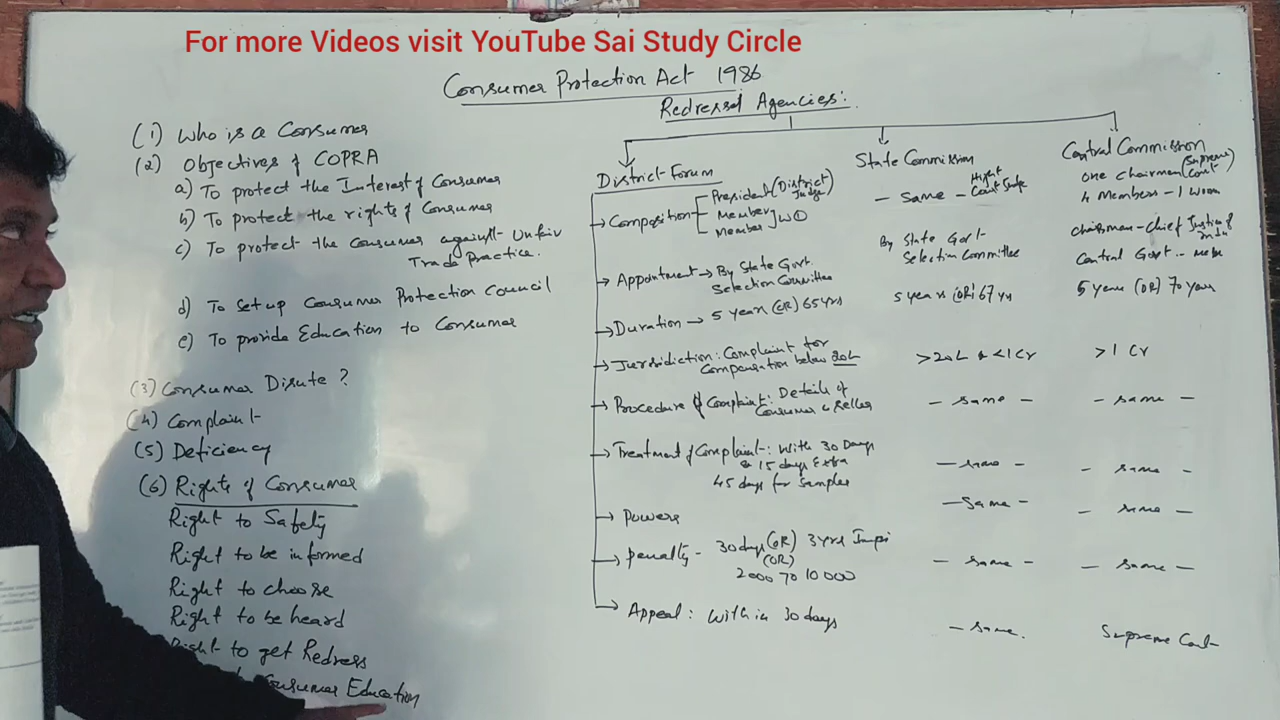 For more Videos visit YouTube Sai Study Circle
Consumer Protection Act 1986
Redressal Agencies:
(1) Who is a Consumer
(2) Objectives of COPRA
a) To protect the Interest of Consumer
b) To protect the rights of Consumer
c) To protect the Consumer against Unfair
Trade Practice.
d) To set up Consumer Protection Council
e) To provide Education to Consumer
(3) Consumer Disute ?
(4) Complaint
(5) Deficiency
(6) Rights of Consumer
Right to Safety
Right to be informed
Right to choose
Right to be heard
Right to get Redress
Consumer Education
District Forum
Composition
President (District
Judge)
Member
Member
Appointment → By State Govt.
Selection Committee
Duration → 5 years (OR) 65 yrs
Jursidiction: Complaint for
Compensation below 20L
Procedure of Complaint: Details of
Consumer & Seller
Treatment of Complaint: With 30 Days
& 15 days Extra
45 days for Samples
Powers
Penalty - 30 days (OR) 3 yrs Impri
(OR)
2000 To 10 000
Appeal: Within 30 days
State Commission
- Same - Hight
Court Judge
By State Govt-
Selection Committee
5 years (OR) 67 yrs
>20L & <1 Cr
- same -
- same -
- Same -
- same -
- same.
Central Commission
one chairman (Supreme
Court)
4 Members - 1 Wom
chairman - Chief Justice of
India
Central Govt -
5 years (OR) 70 years
>1 Cr
- same -
- same -
- same -
- same -
Supreme Court